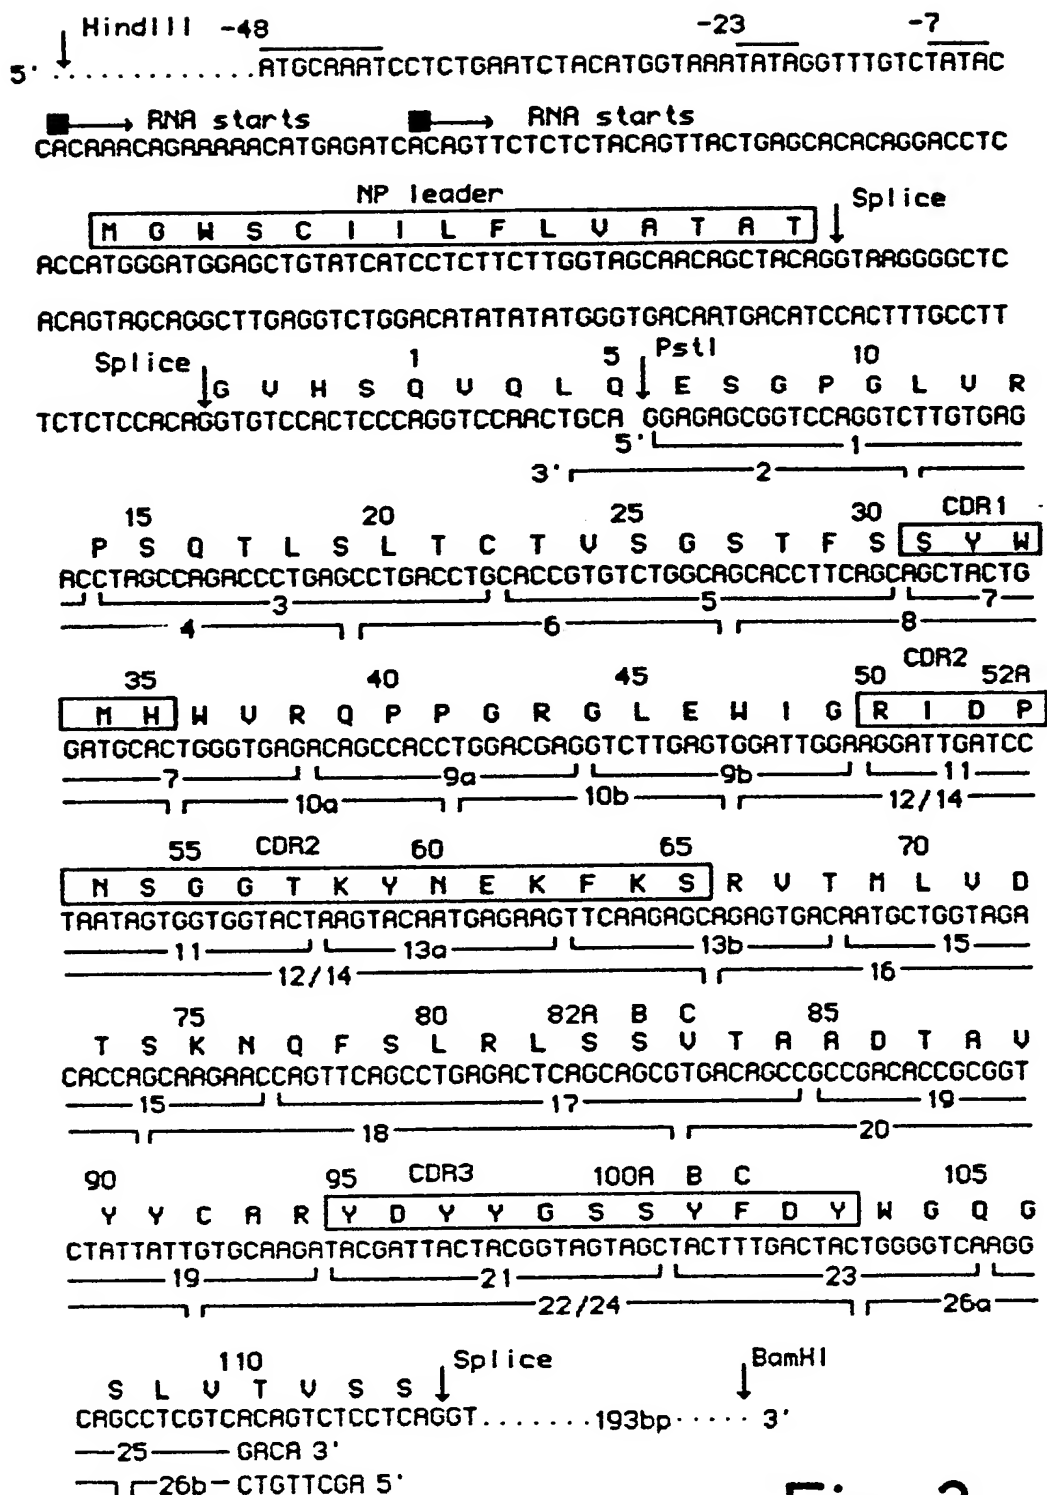 HindIII -48 -23 -7
5' ............ATGCAAATCCTCTGAATCTACATGGTAAATATAGGTTTGTCTATAC
RNA starts RNA starts
CACAAACAGAAAAACATGAGATCACAGTTCTCTCTACAGTTACTGAGCACACAGGACCTC
NP leader Splice
M G W S C I I L F L V A T A T
ACCATGGGATGGAGCTGTATCATCCTCTTCTTGGTAGCAACAGCTACAGGTAAGGGGCTC
ACAGTAGCAGGCTTGAGGTCTGGACATATATATGGGTGACAATGACATCCACTTTGCCTT
Splice 1 5 PstI 10
G V H S Q V Q L Q E S G P G L V R
TCTCTCCACAGGTGTCCACTCCCAGGTCCAACTGCA GGAGAGCGGTCCAGGTCTTGTGAG
5' 1
3' 2
15 20 25 30 CDR1
P S Q T L S L T C T V S G S T F S S Y W
ACCTAGCCAGACCCTGAGCCTGACCTGCACCGTGTCTGGCAGCACCTTCAGCAGCTACTG
3 5 7
4 6 8
35 40 45 50 CDR2 52A
M H W V R Q P P G R G L E W I G R I D P
GATGCACTGGGTGAGACAGCCACCTGGACGAGGTCTTGAGTGGATTGGAAGGATTGATCC
7 9a 9b 11
10a 10b 12/14
55 CDR2 60 65 70
N S G G T K Y N E K F K S R V T M L V D
TAATAGTGGTGGTACTAAGTACAATGAGAAGTTCAAGAGCAGAGTGACAATGCTGGTAGA
11 13a 13b 15
12/14 16
75 80 82A B C 85
T S K N Q F S L R L S S V T A A D T A V
CACCAGCAAGAACCAGTTCAGCCTGAGACTCAGCAGCGTGACAGCCGCCGACACCGCGGT
15 17 19
18 20
90 95 CDR3 100A B C 105
Y Y C A R Y D Y Y G S S Y F D Y W G Q G
CTATTATTGTGCAAGATACGATTACTACGGTAGTAGCTACTTTGACTACTGGGGTCAAGG
19 21 23
22/24 26a
110 Splice BamHI
S L V T V S S
CAGCCTCGTCACAGTCTCCTCAGGT.......193bp..... 3'
25 GACA 3'
26b CTGTTCGA 5'